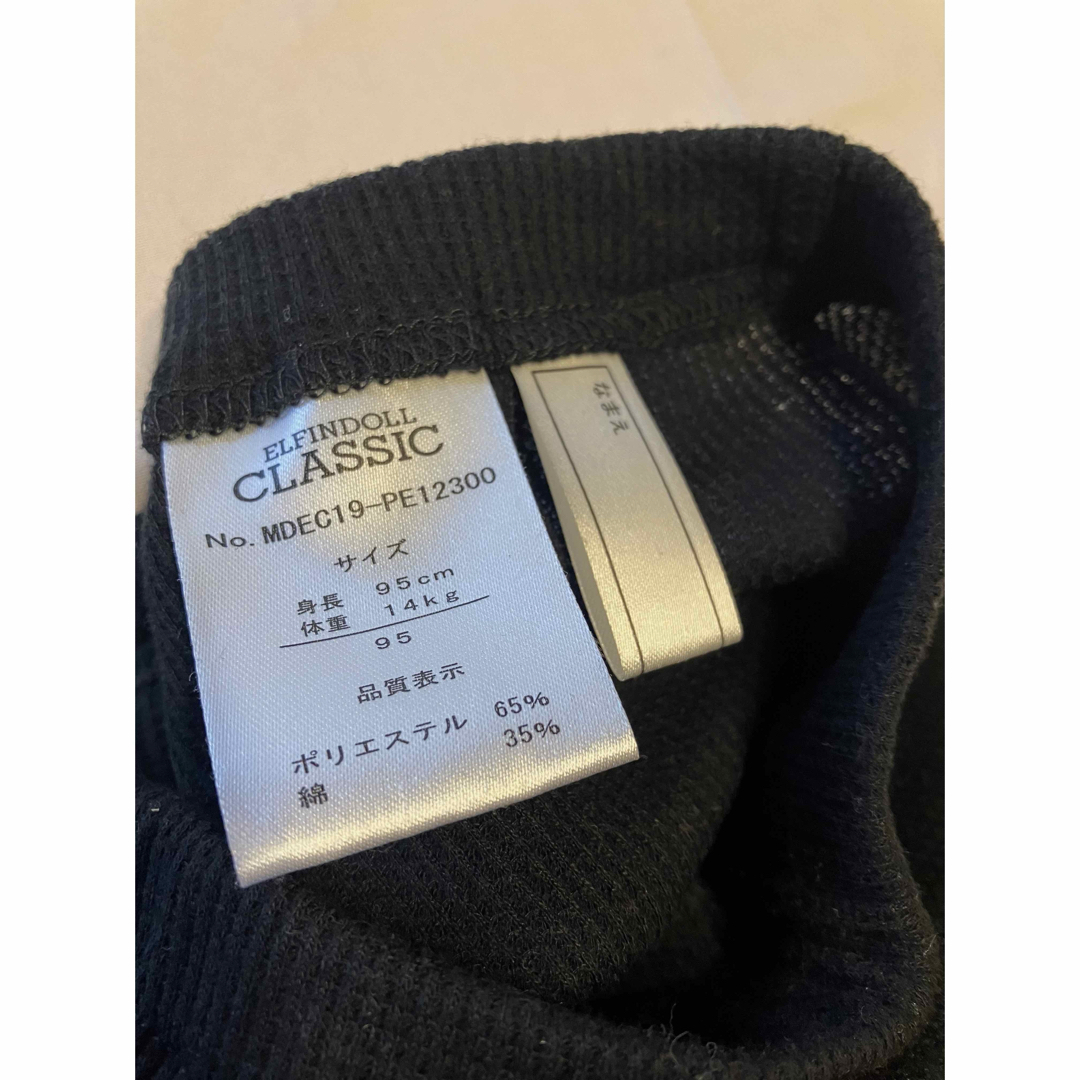 ELFINDOLL
CLASSIC
No. MDEC19-PE12300
サイズ
身長 95cm
体重 14kg
95
品質表示
ポリエステル 65%
綿 35%
なまえ